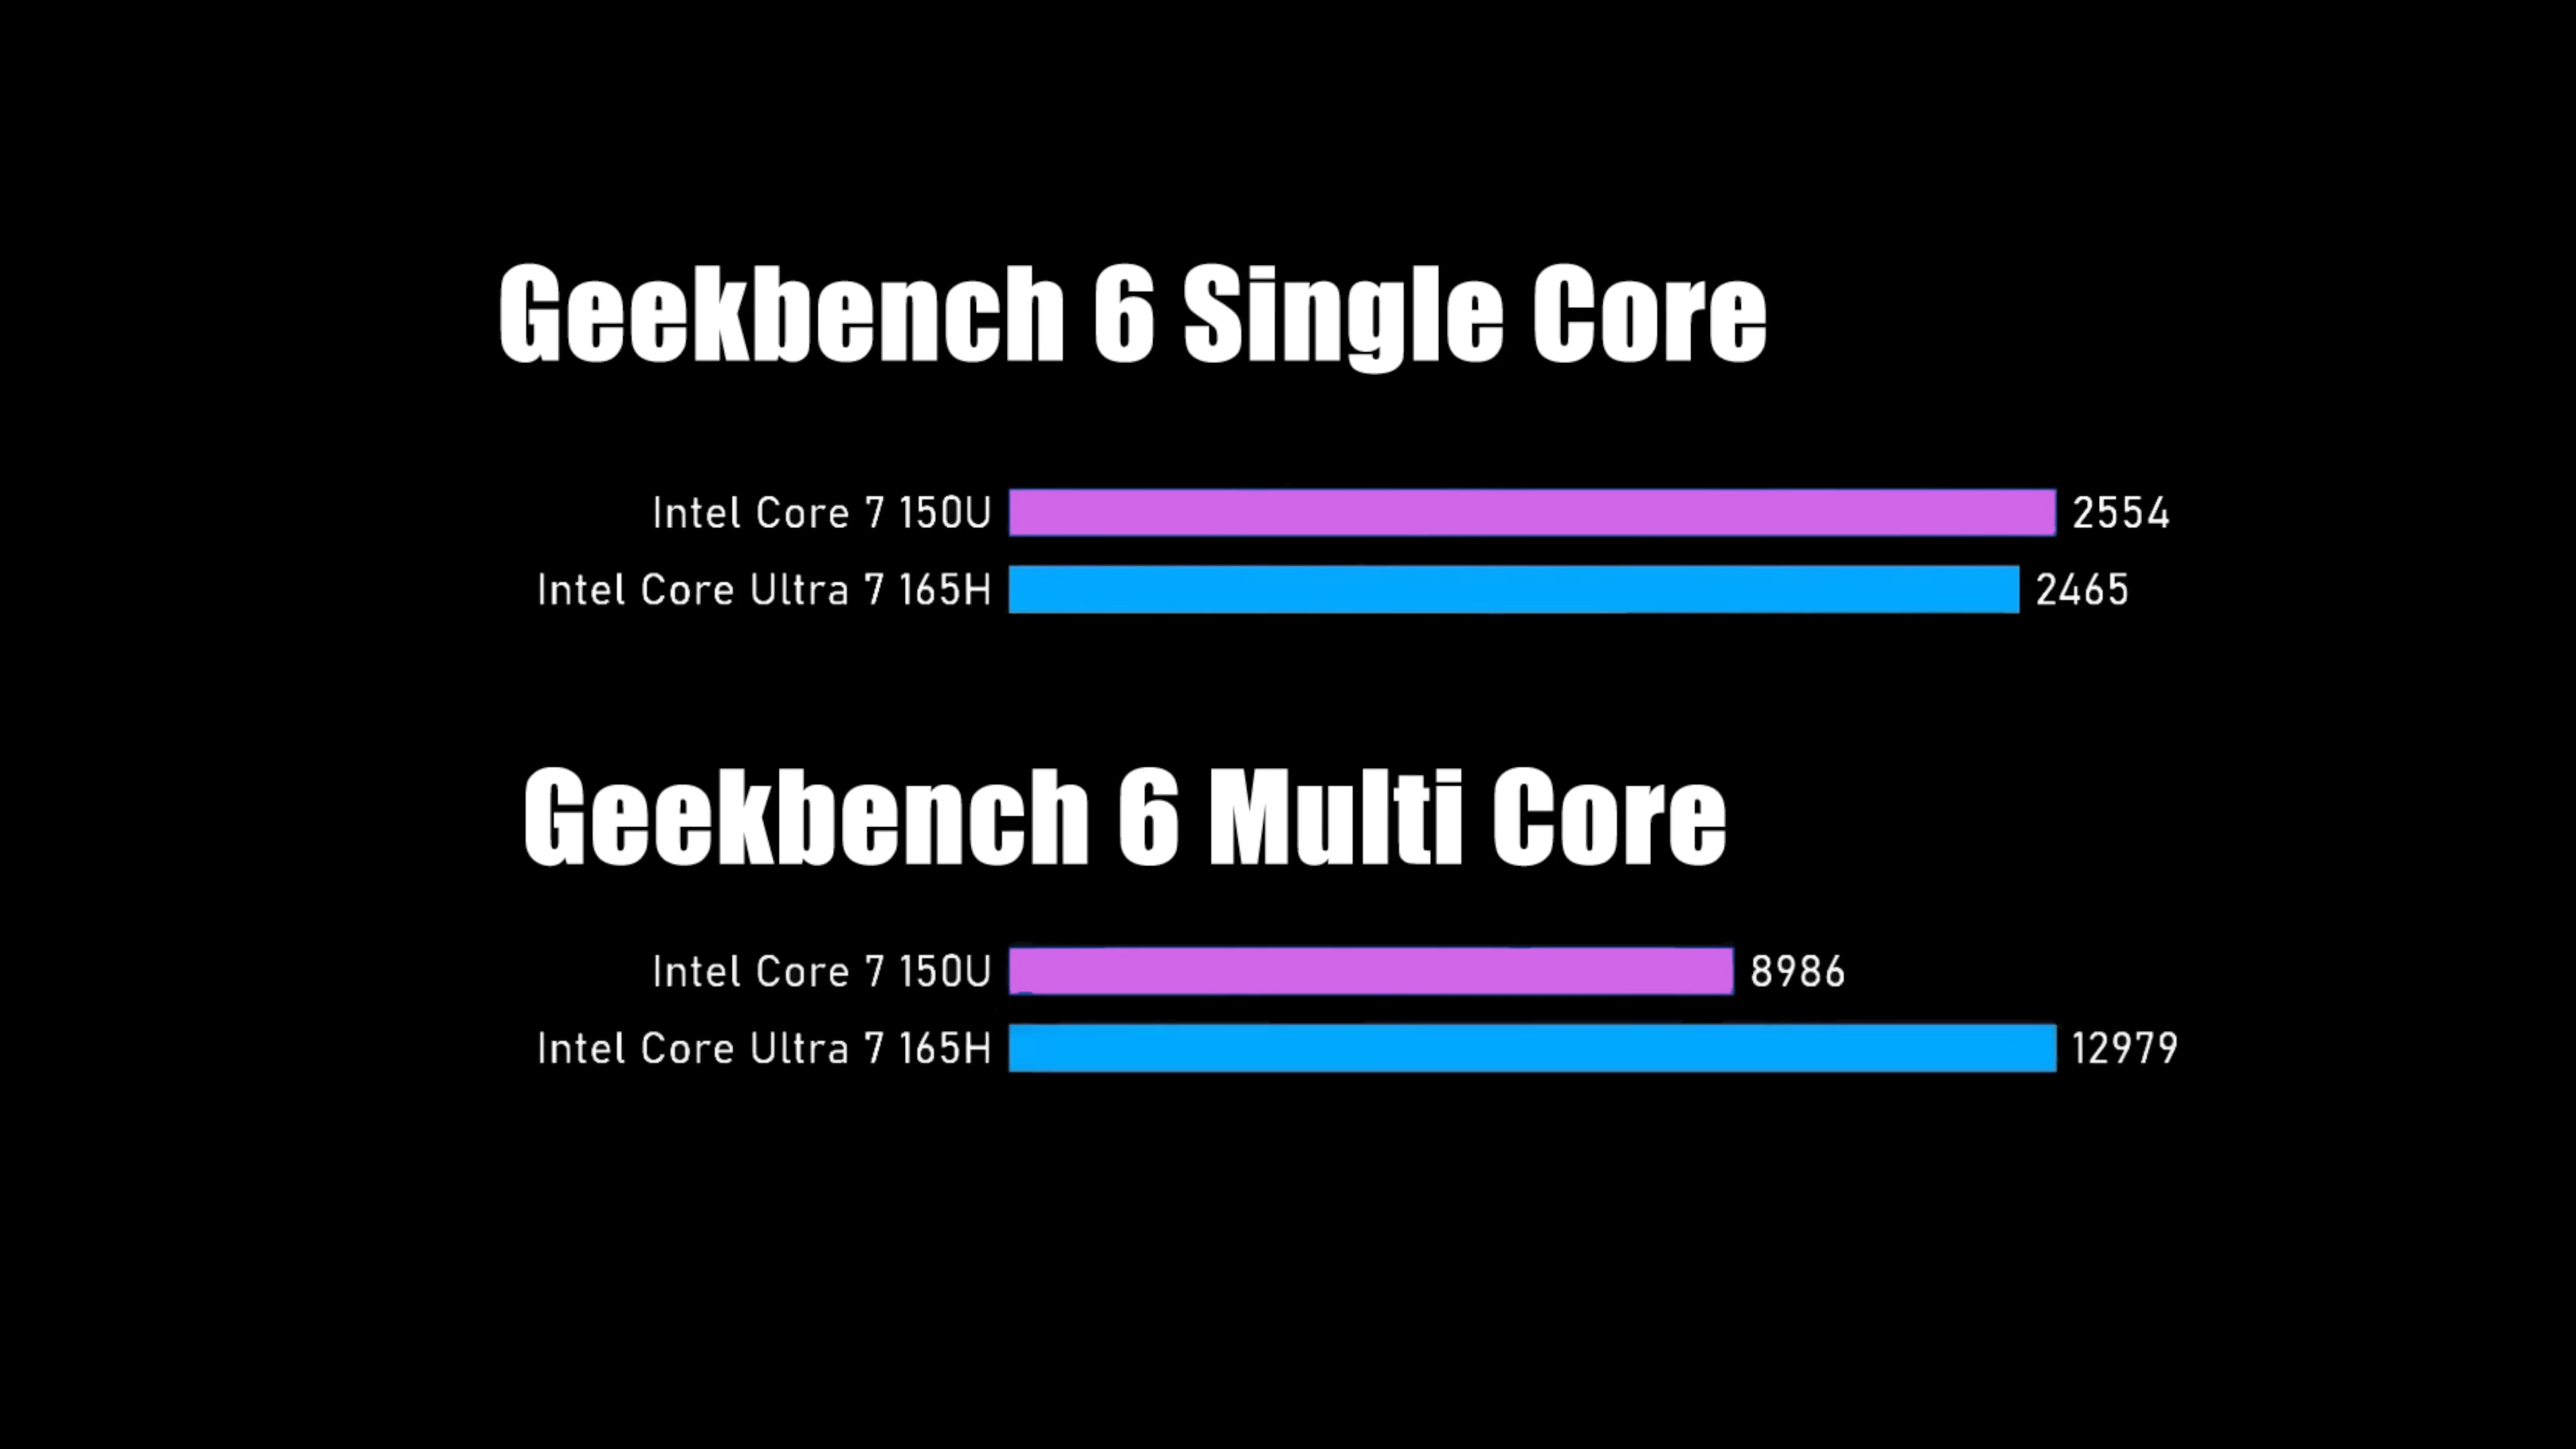 Geekbench 6 Single Core
Intel Core 7 150U 2554
Intel Core Ultra 7 165H 2465
Geekbench 6 Multi Core
Intel Core 7 150U 8986
Intel Core Ultra 7 165H 12979